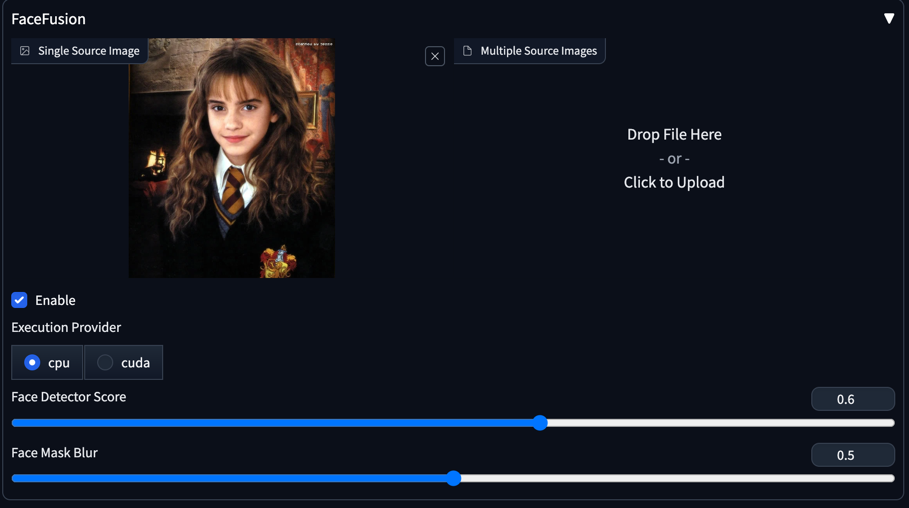 FaceFusion
Single Source Image
Multiple Source Images
Drop File Here
- or -
Click to Upload
Enable
Execution Provider
cpu
cuda
Face Detector Score
0.6
Face Mask Blur
0.5